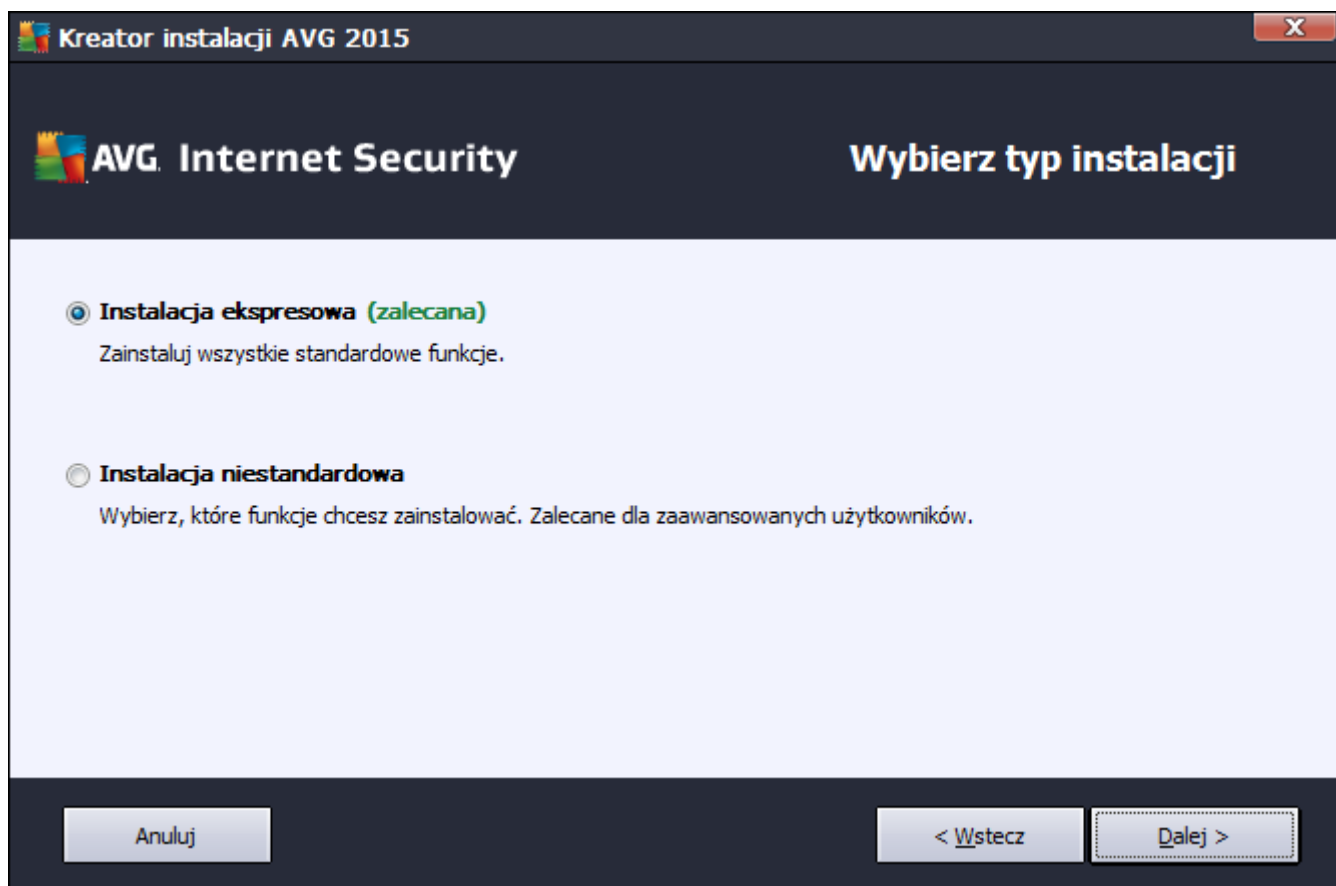 Kreator instalacji AVG 2015
X
AVG. Internet Security
Wybierz typ instalacji
Instalacja ekspresowa (zalecana)
Zainstaluj wszystkie standardowe funkcje.
Instalacja niestandardowa
Wybierz, które funkcje chcesz zainstalować. Zalecane dla zaawansowanych użytkowników.
Anuluj
< Wstecz
Dalej >